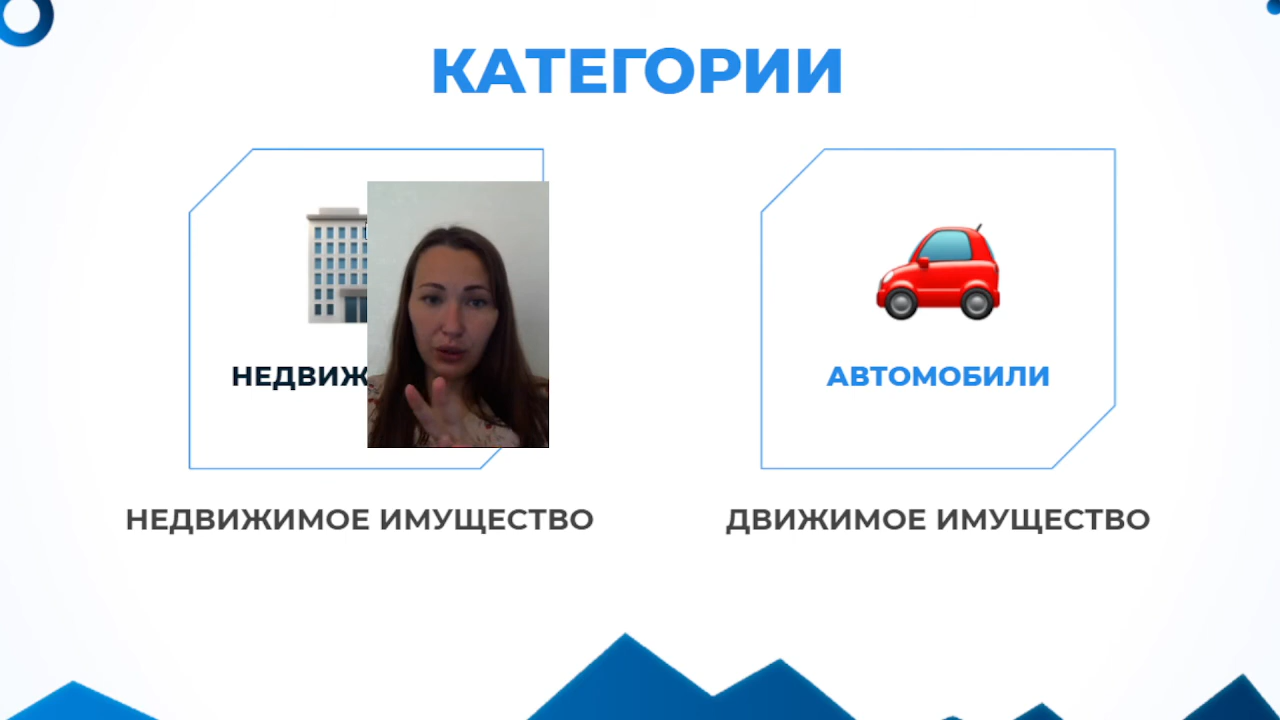 КАТЕГОРИИ
АВТОМОБИЛИ
НЕДВИЖИМОЕ ИМУЩЕСТВО
ДВИЖИМОЕ ИМУЩЕСТВО